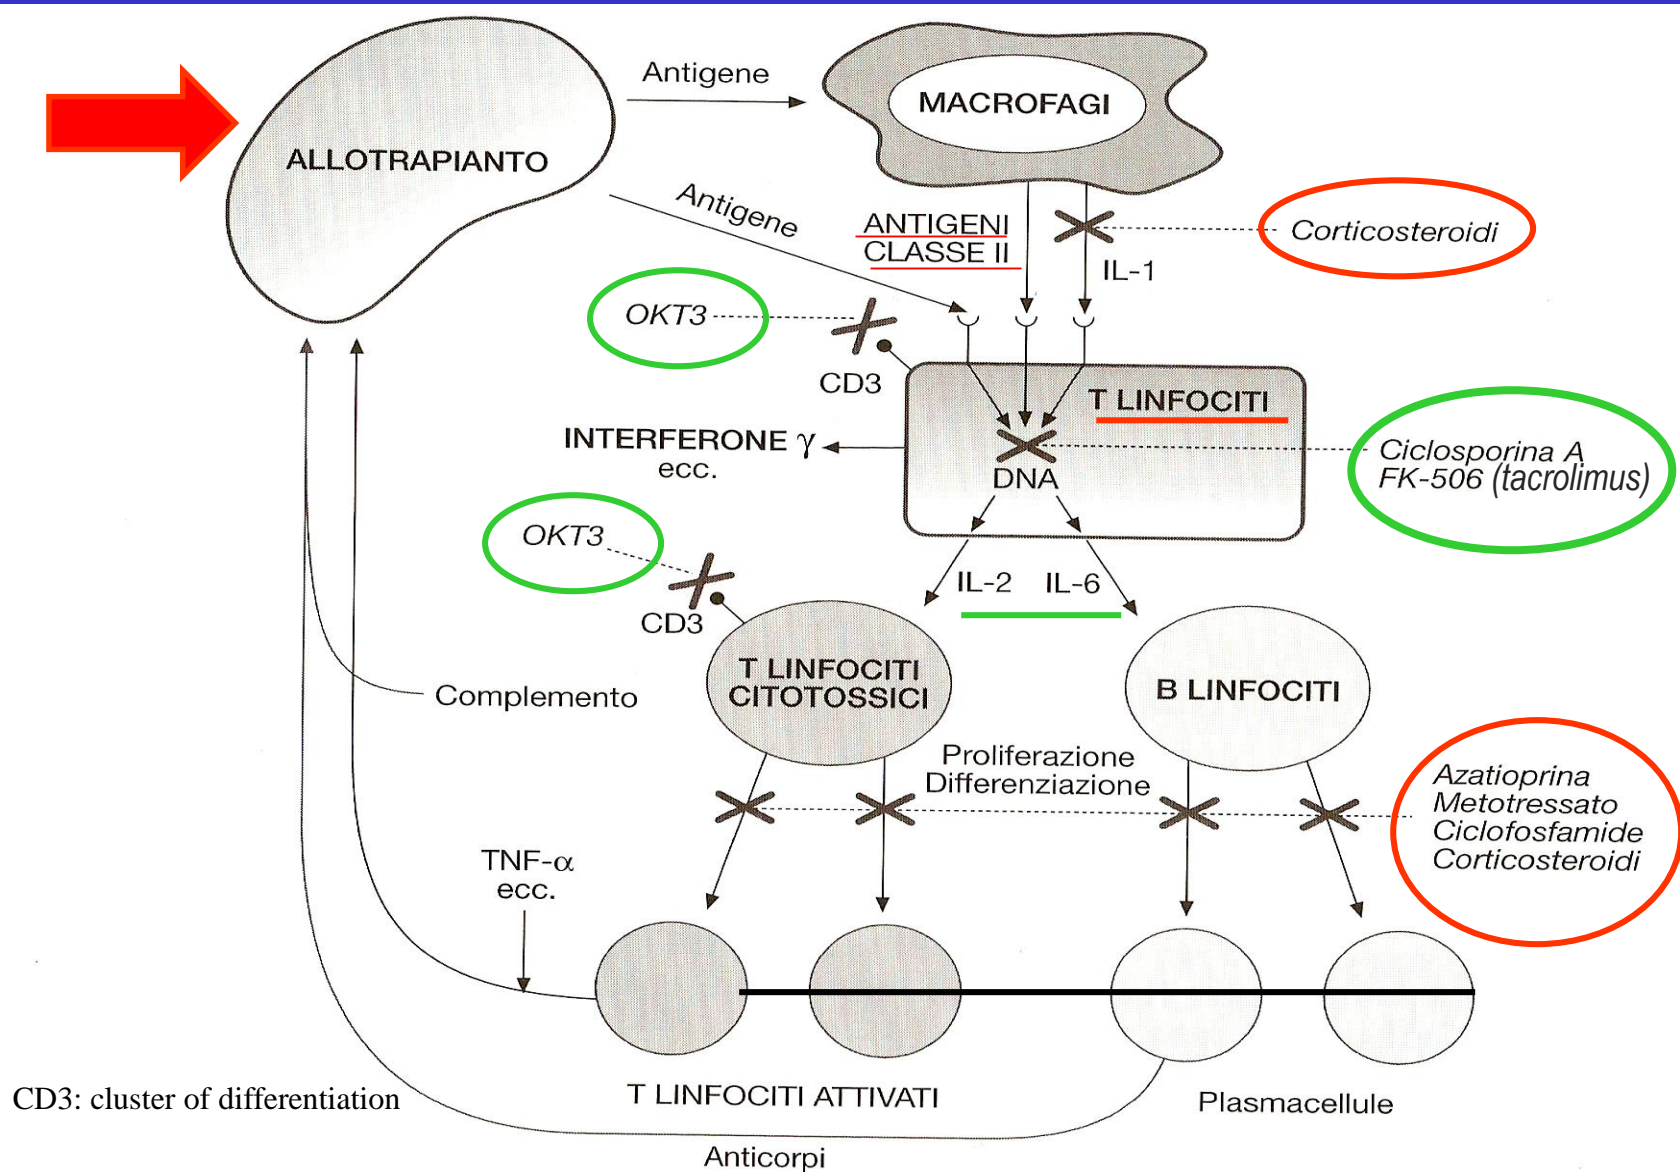 Antigene
MACROFAGI
ALLOTRAPIANTO
Antigene
ANTIGENI
CLASSE II
Corticosteroidi
IL-1
OKT3
CD3
T LINFOCITI
INTERFERONE γ
ecc.
Ciclosporina A
FK-506 (tacrolimus)
DNA
OKT3
IL-2 IL-6
CD3
T LINFOCITI
CITOTOSSICI
B LINFOCITI
Complemento
Proliferazione
Differenziazione
Azatioprina
Metotressato
Ciclofosfamide
Corticosteroidi
TNF-α
ecc.
T LINFOCITI ATTIVATI
Plasmacellule
CD3: cluster of differentiation
Anticorpi